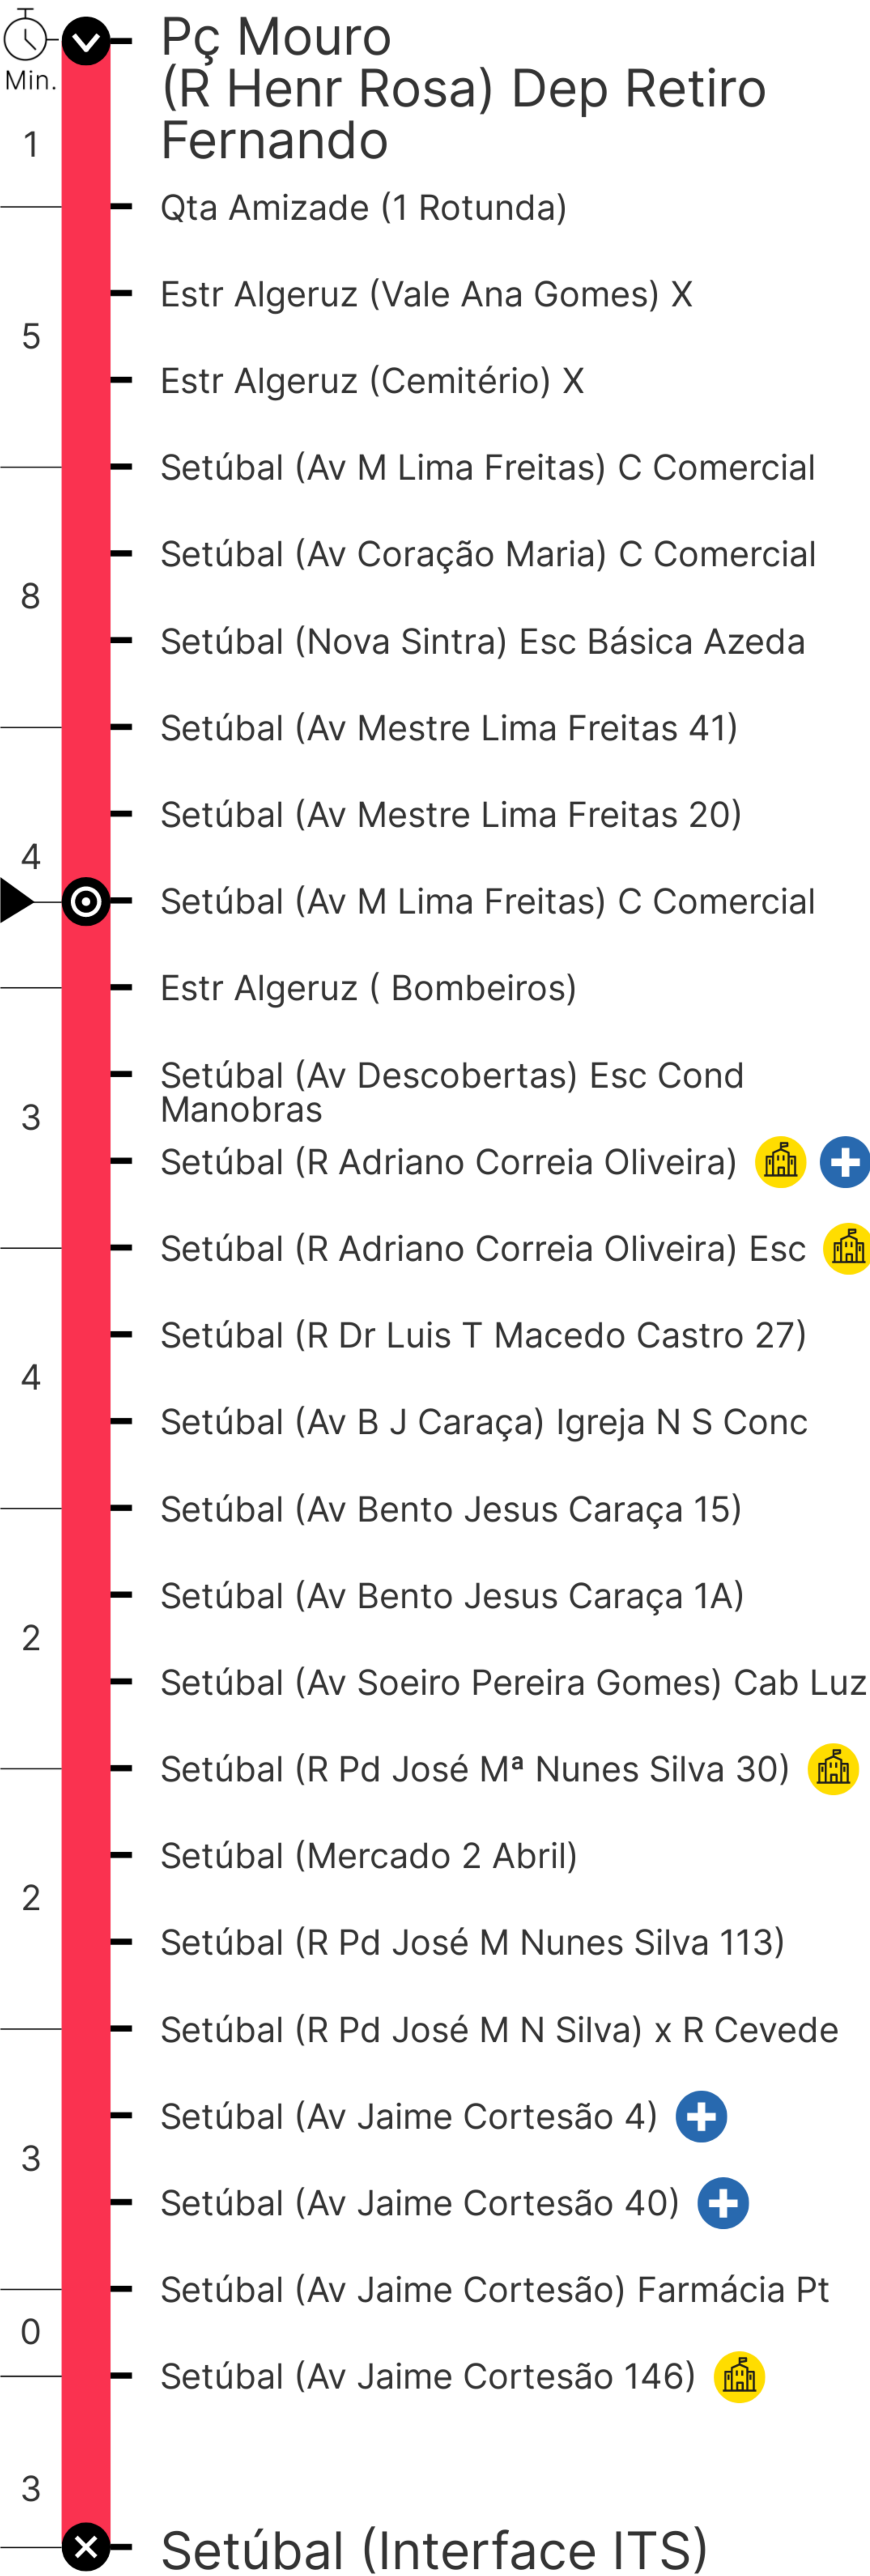 Pç Mouro
(R Henr Rosa) Dep Retiro
Fernando
Min.
1
Qta Amizade (1 Rotunda)
Estr Algeruz (Vale Ana Gomes) X
5
Estr Algeruz (Cemitério) X
Setúbal (Av M Lima Freitas) C Comercial
Setúbal (Av Coração Maria) C Comercial
8
Setúbal (Nova Sintra) Esc Básica Azeda
Setúbal (Av Mestre Lima Freitas 41)
Setúbal (Av Mestre Lima Freitas 20)
4
Setúbal (Av M Lima Freitas) C Comercial
Estr Algeruz ( Bombeiros)
Setúbal (Av Descobertas) Esc Cond
Manobras
3
Setúbal (R Adriano Correia Oliveira)
Setúbal (R Adriano Correia Oliveira) Esc
Setúbal (R Dr Luis T Macedo Castro 27)
4
Setúbal (Av B J Caraça) Igreja N S Conc
Setúbal (Av Bento Jesus Caraça 15)
Setúbal (Av Bento Jesus Caraça 1A)
2
Setúbal (Av Soeiro Pereira Gomes) Cab Luz
Setúbal (R Pd José Mª Nunes Silva 30)
Setúbal (Mercado 2 Abril)
2
Setúbal (R Pd José M Nunes Silva 113)
Setúbal (R Pd José M N Silva) x R Cevede
Setúbal (Av Jaime Cortesão 4)
3
Setúbal (Av Jaime Cortesão 40)
Setúbal (Av Jaime Cortesão) Farmácia Pt
0
Setúbal (Av Jaime Cortesão 146)
3
Setúbal (Interface ITS)